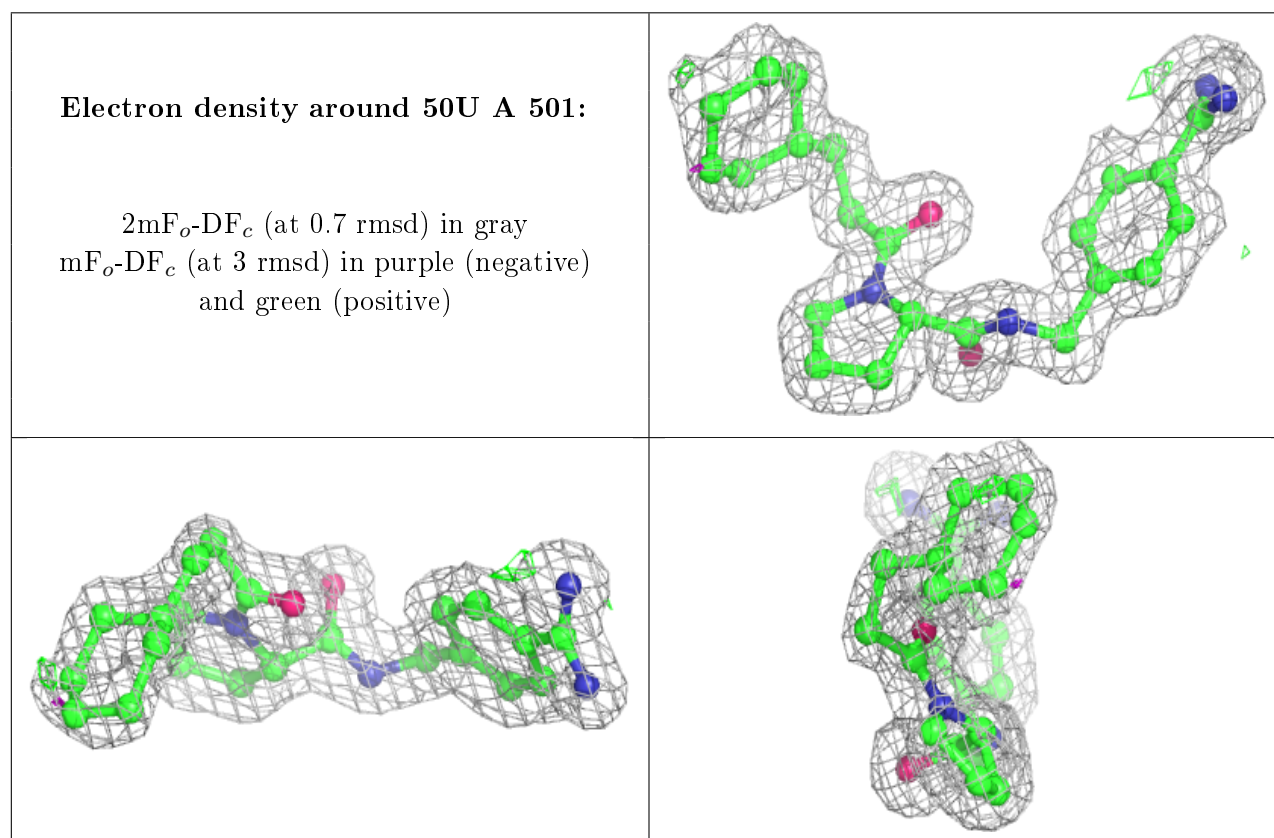 Electron density around 50U A 501:
2mFₒ-DF𝒸 (at 0.7 rmsd) in gray
mFₒ-DF𝒸 (at 3 rmsd) in purple (negative)
and green (positive)